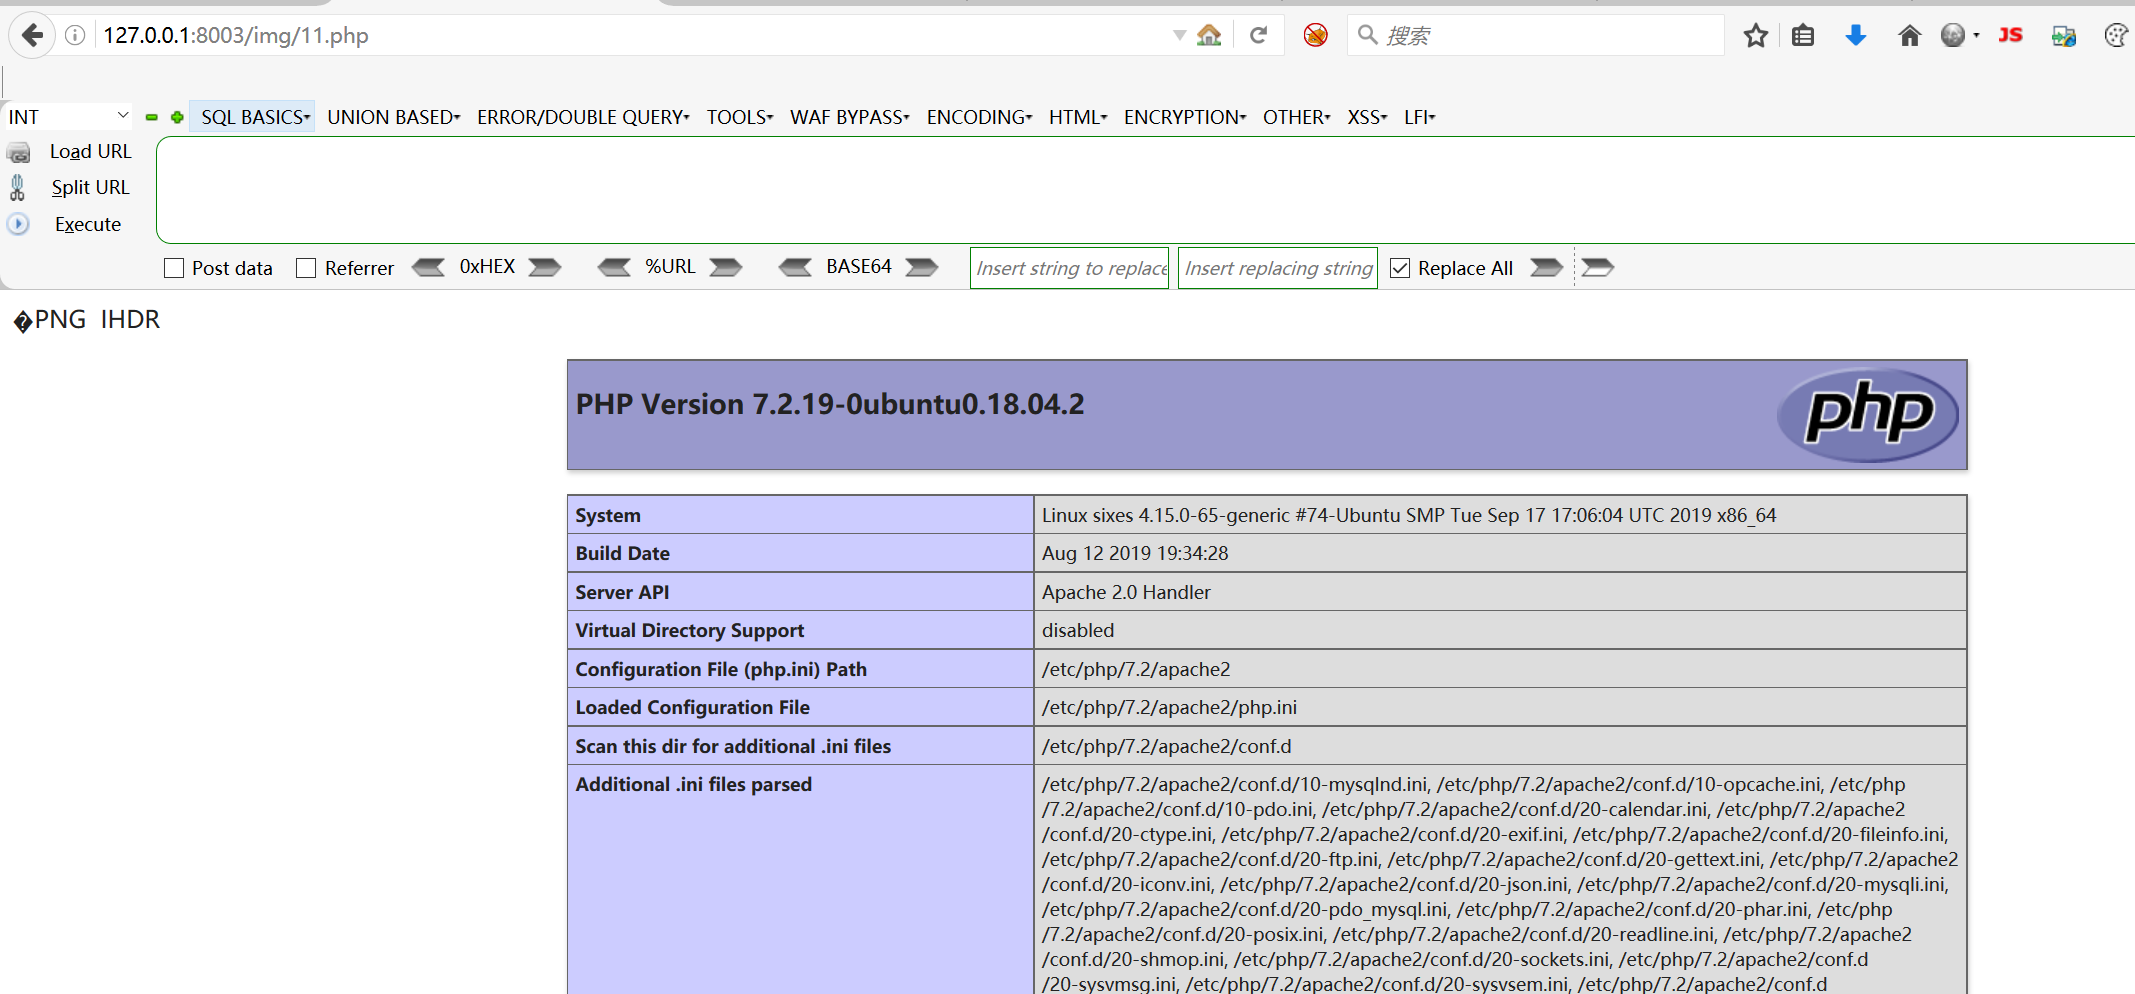 127.0.0.1:8003/img/11.php
搜索
JS
INT
SQL BASICS UNION BASED ERROR/DOUBLE QUERY TOOLS WAF BYPASS ENCODING HTML ENCRYPTION OTHER XSS LFI
Load URL
Split URL
Execute
Post data Referrer 0xHEX %URL BASE64 Insert string to replace Insert replacing string Replace All
�PNG IHDR
PHP Version 7.2.19-0ubuntu0.18.04.2
php
System Linux sixes 4.15.0-65-generic #74-Ubuntu SMP Tue Sep 17 17:06:04 UTC 2019 x86_64
Build Date Aug 12 2019 19:34:28
Server API Apache 2.0 Handler
Virtual Directory Support disabled
Configuration File (php.ini) Path /etc/php/7.2/apache2
Loaded Configuration File /etc/php/7.2/apache2/php.ini
Scan this dir for additional .ini files /etc/php/7.2/apache2/conf.d
Additional .ini files parsed /etc/php/7.2/apache2/conf.d/10-mysqlnd.ini, /etc/php/7.2/apache2/conf.d/10-opcache.ini, /etc/php
/7.2/apache2/conf.d/10-pdo.ini, /etc/php/7.2/apache2/conf.d/20-calendar.ini, /etc/php/7.2/apache2
/conf.d/20-ctype.ini, /etc/php/7.2/apache2/conf.d/20-exif.ini, /etc/php/7.2/apache2/conf.d/20-fileinfo.ini,
/etc/php/7.2/apache2/conf.d/20-ftp.ini, /etc/php/7.2/apache2/conf.d/20-gettext.ini, /etc/php/7.2/apache2
/conf.d/20-iconv.ini, /etc/php/7.2/apache2/conf.d/20-json.ini, /etc/php/7.2/apache2/conf.d/20-mysqli.ini,
/etc/php/7.2/apache2/conf.d/20-pdo_mysql.ini, /etc/php/7.2/apache2/conf.d/20-phar.ini, /etc/php
/7.2/apache2/conf.d/20-posix.ini, /etc/php/7.2/apache2/conf.d/20-readline.ini, /etc/php/7.2/apache2
/conf.d/20-shmop.ini, /etc/php/7.2/apache2/conf.d/20-sockets.ini, /etc/php/7.2/apache2/conf.d
/20-sysvmsg.ini, /etc/php/7.2/apache2/conf.d/20-sysvsem.ini, /etc/php/7.2/apache2/conf.d